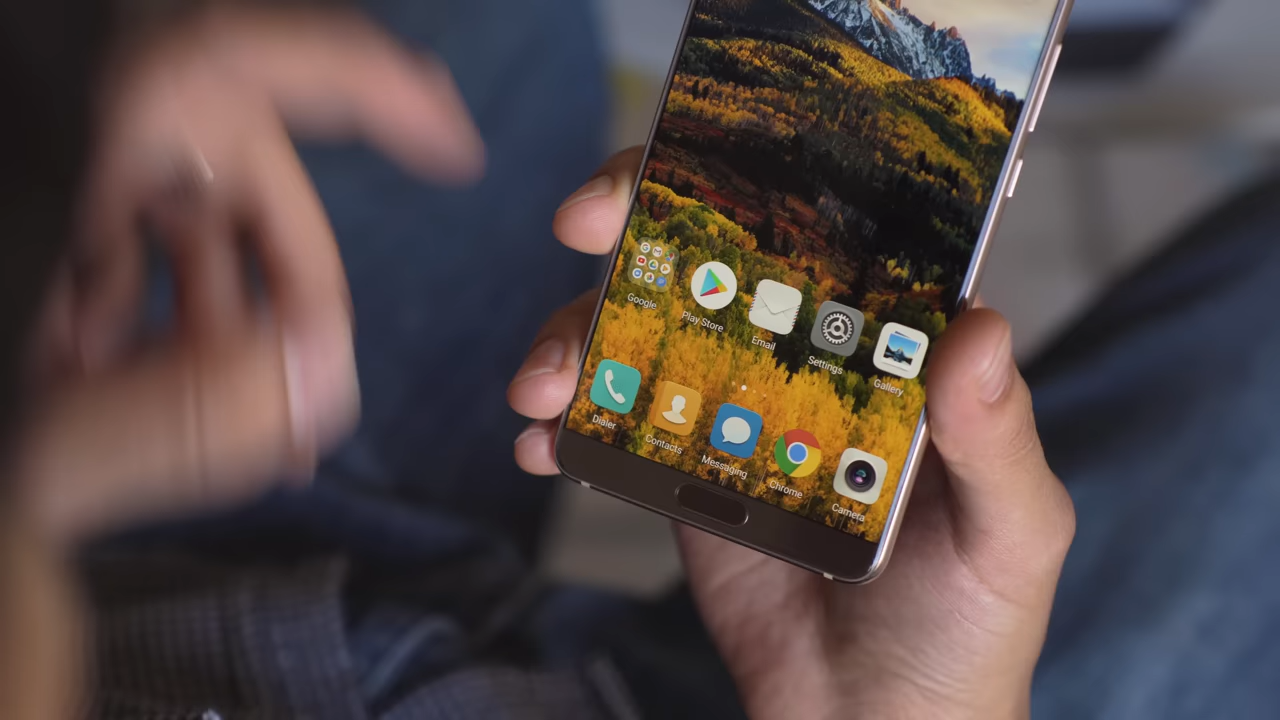 Google
Play Store
Email
Settings
Gallery
Dialer
Contacts
Messaging
Chrome
Camera